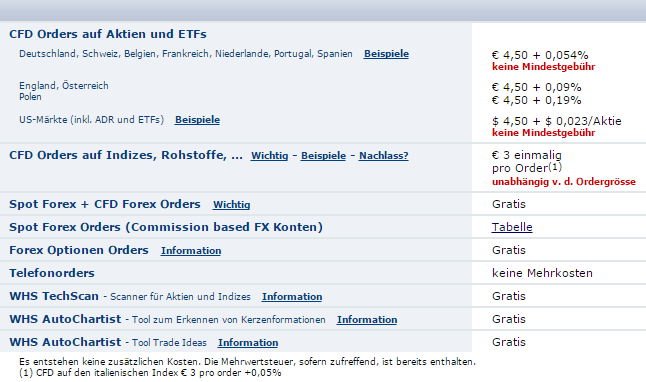 CFD Orders auf Aktien und ETFs
Deutschland, Schweiz, Belgien, Frankreich, Niederlande, Portugal, Spanien Beispiele € 4,50 + 0,054%
keine Mindestgebühr
England, Österreich € 4,50 + 0,09%
Polen € 4,50 + 0,19%
US-Märkte (inkl. ADR und ETFs) Beispiele $ 4,50 + $ 0,023/Aktie
keine Mindestgebühr
CFD Orders auf Indizes, Rohstoffe, ... Wichtig - Beispiele - Nachlass? € 3 einmalig
pro Order(1)
unabhängig v. d. Ordergrösse
Spot Forex + CFD Forex Orders Wichtig Gratis
Spot Forex Orders (Commission based FX Konten) Tabelle
Forex Optionen Orders Information Gratis
Telefonorders keine Mehrkosten
WHS TechScan - Scanner für Aktien und Indizes Information Gratis
WHS AutoChartist - Tool zum Erkennen von Kerzenformationen Information Gratis
WHS AutoChartist - Tool Trade Ideas Information Gratis
Es entstehen keine zusätzlichen Kosten. Die Mehrwertsteuer, sofern zufreffend, ist bereits enthalten.
(1) CFD auf den italienischen Index € 3 pro order +0,05%